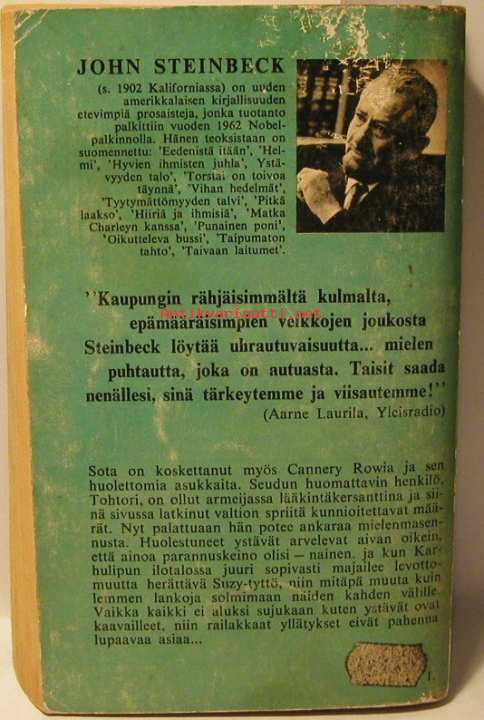 JOHN STEINBECK
(s. 1902 Kaliforniassa) on uuden
amerikkalaisen kirjallisuuden
etevimpiä prosaisteja, jonka tuotanto
palkittiin vuoden 1962 Nobel-
palkinnolla. Hänen teoksistaan on
suomennettu: 'Eedenistä itään', 'Hel-
mi', 'Hyvien ihmisten juhla', Ystä-
vyyden talo', 'Torstai on toivoa
täynnä', 'Vihan hedelmät',
'Tyytymättömyyden talvi', 'Pitkä
laakso', 'Hiiriä ja ihmisiä', 'Matka
Charleyn kanssa', 'Punainen poni',
'Oikutteleva bussi', 'Taipumaton
tahto', 'Taivaan laitumet'.
"Kaupungin rähjäisimmältä kulmalta,
epämääräisimpien veikkojen joukosta
Steinbeck löytää uhrautuvaisuutta... mielen
puhtautta, joka on autuasta. Taisit saada
nenällesi, sinä tärkeytemme ja viisautemme!"
(Aarne Laurila, Yleisradio)
Sota on koskettanut myös Cannery Rowia ja sen
huolettomia asukkaita. Seudun huomattavin henkilö,
Tohtori, on ollut armeijassa lääkintäkersanttina ja sii-
nä sivussa latkinut valtion spriitä kunnioitettavat mää-
rät. Nyt palattuaan hän potee ankaraa mielenmasen-
nusta. Huolestuneet ystävät arvelevat aivan oikein,
että ainoa parannuskeino olisi — nainen. ja kun Kar-
hulipun ilotalossa juuri sopivasti majailee levotto-
muutta herättävä Suzy-tyttö, niin mitäpä muuta kuin
lemmen lankoja solmimaan näiden kahden välille.
Vaikka kaikki ei aluksi sujukaan kuten ystävät ovat
kaavailleet, niin railakkaat yllätykset eivät pahenna
lupaavaa asiaa...
1.